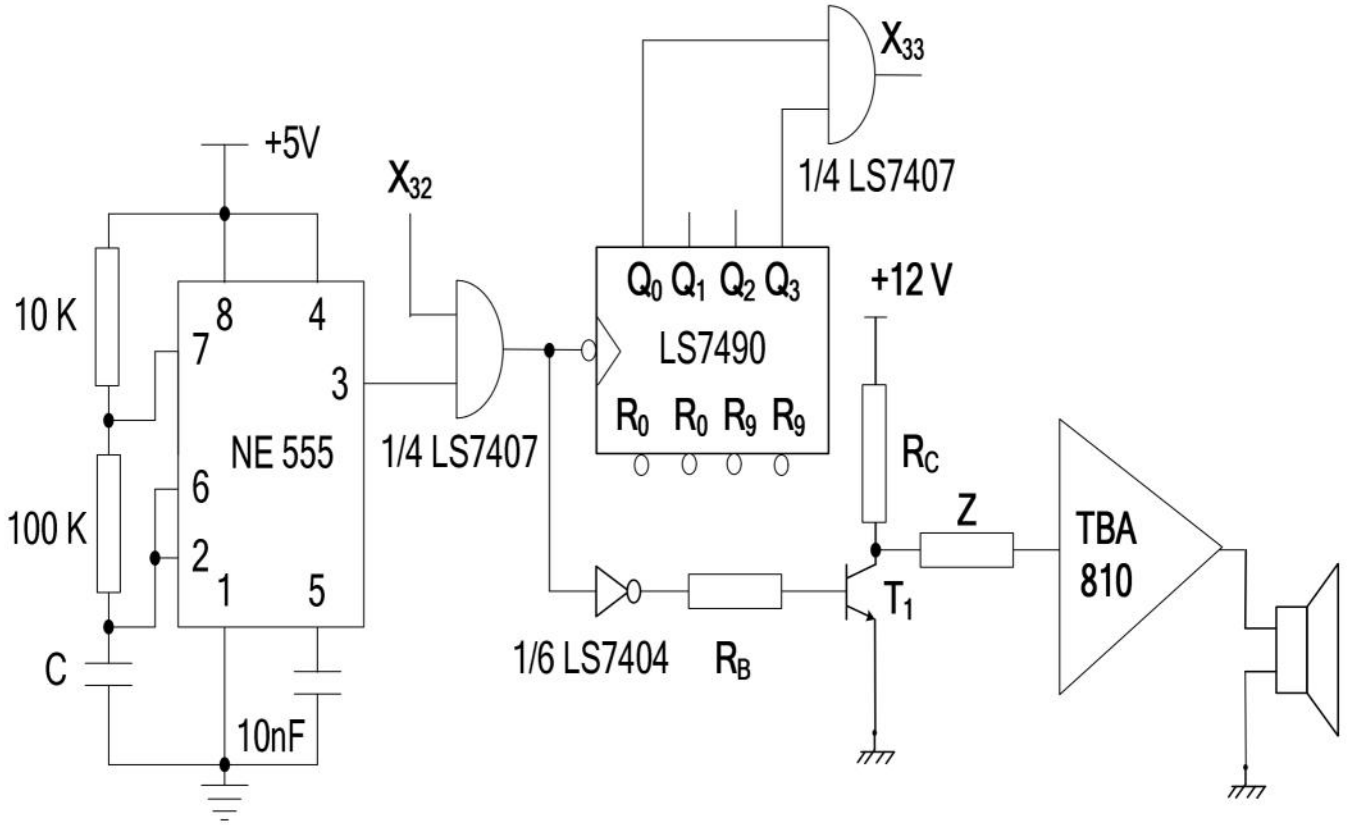 X₃₃
+5V
1/4 LS7407
X₃₂
+12 V
Q₀ Q₁ Q₂ Q₃
10 K
8 4
LS7490
7
3
R₀ R₀ R₉ R₉
NE 555
1/4 LS7407
R_C
6
100 K
Z
TBA
810
2
1 5
T₁
C
1/6 LS7404
R_B
10nF